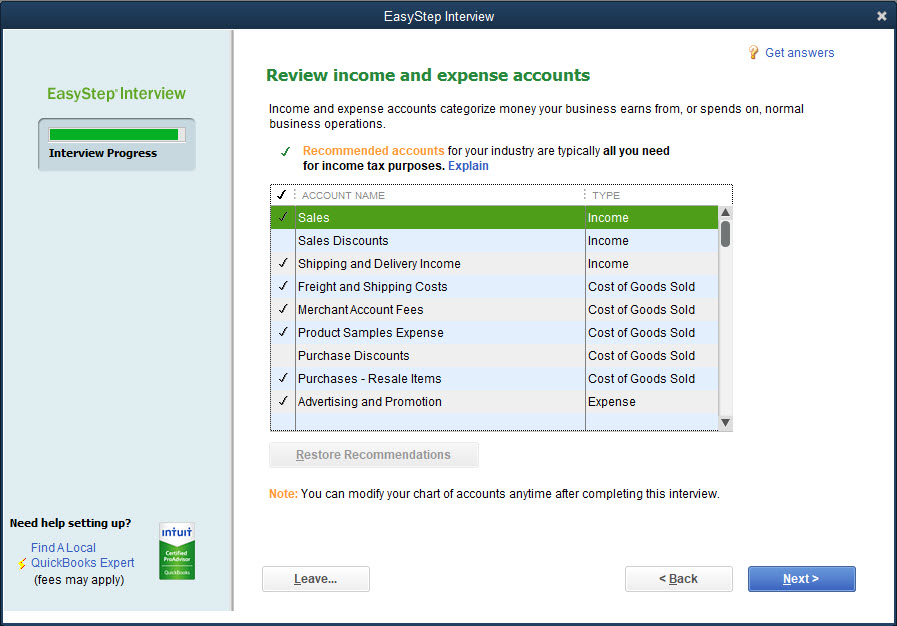 EasyStep Interview
Get answers
EasyStep Interview
Interview Progress
Review income and expense accounts
Income and expense accounts categorize money your business earns from, or spends on, normal
business operations.
✓ Recommended accounts for your industry are typically all you need
for income tax purposes. Explain
✓ ACCOUNT NAME TYPE
✓ Sales Income
Sales Discounts Income
✓ Shipping and Delivery Income Income
✓ Freight and Shipping Costs Cost of Goods Sold
✓ Merchant Account Fees Cost of Goods Sold
✓ Product Samples Expense Cost of Goods Sold
Purchase Discounts Cost of Goods Sold
✓ Purchases - Resale Items Cost of Goods Sold
✓ Advertising and Promotion Expense
Restore Recommendations
Note: You can modify your chart of accounts anytime after completing this interview.
Need help setting up?
Find A Local
QuickBooks Expert
(fees may apply)
intuit
Certified
ProAdvisor
QuickBooks
Leave...
< Back
Next >